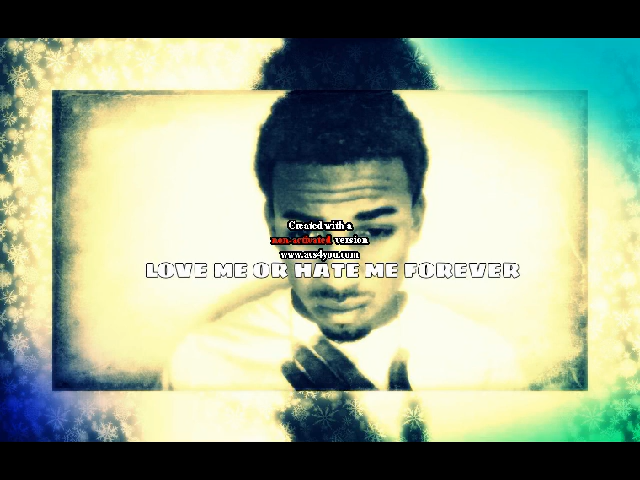 Created with a
non-activated version
www.avs4you.com
LOVE ME OR HATE ME FOREVER